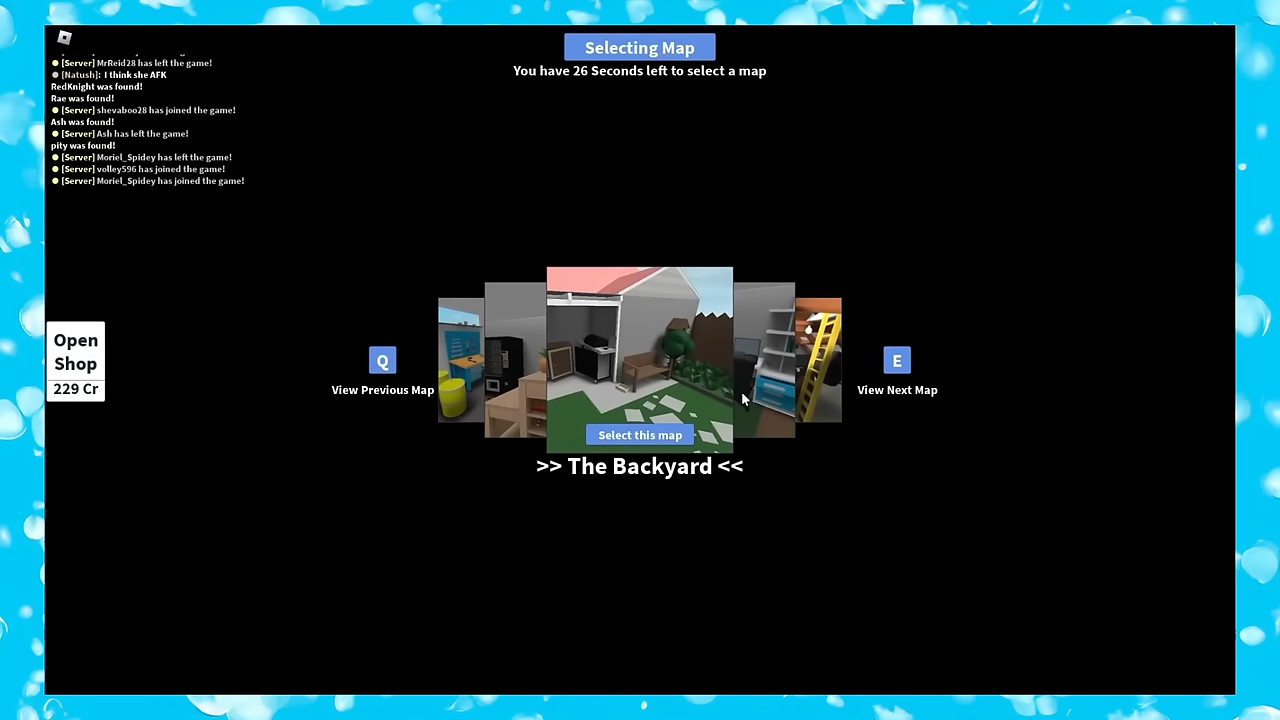 Selecting Map
You have 26 Seconds left to select a map
[Server] MrReid28 has left the game!
[Natush]: I think she AFK
RedKnight was found!
Rae was found!
[Server] shevaboo28 has joined the game!
Ash was found!
[Server] Ash has left the game!
pity was found!
[Server] Moriel_Spidey has left the game!
[Server] volley596 has joined the game!
[Server] Moriel_Spidey has joined the game!
Open
Shop
229 Cr
Q
View Previous Map
E
View Next Map
Select this map
>> The Backyard <<